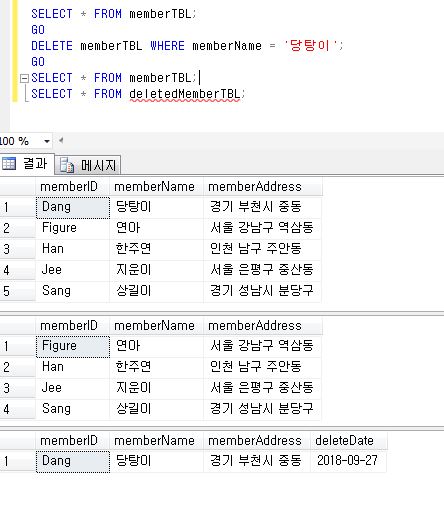 SELECT * FROM memberTBL;
GO
DELETE memberTBL WHERE memberName = '당탕이';
GO
SELECT * FROM memberTBL;
SELECT * FROM deletedMemberTBL;
100 %
결과 메시지
memberID memberName memberAddress
1 Dang 당탕이 경기 부천시 중동
2 Figure 연아 서울 강남구 역삼동
3 Han 한주연 인천 남구 주안동
4 Jee 지운이 서울 은평구 중산동
5 Sang 상길이 경기 성남시 분당구
memberID memberName memberAddress
1 Figure 연아 서울 강남구 역삼동
2 Han 한주연 인천 남구 주안동
3 Jee 지운이 서울 은평구 중산동
4 Sang 상길이 경기 성남시 분당구
memberID memberName memberAddress deleteDate
1 Dang 당탕이 경기 부천시 중동 2018-09-27